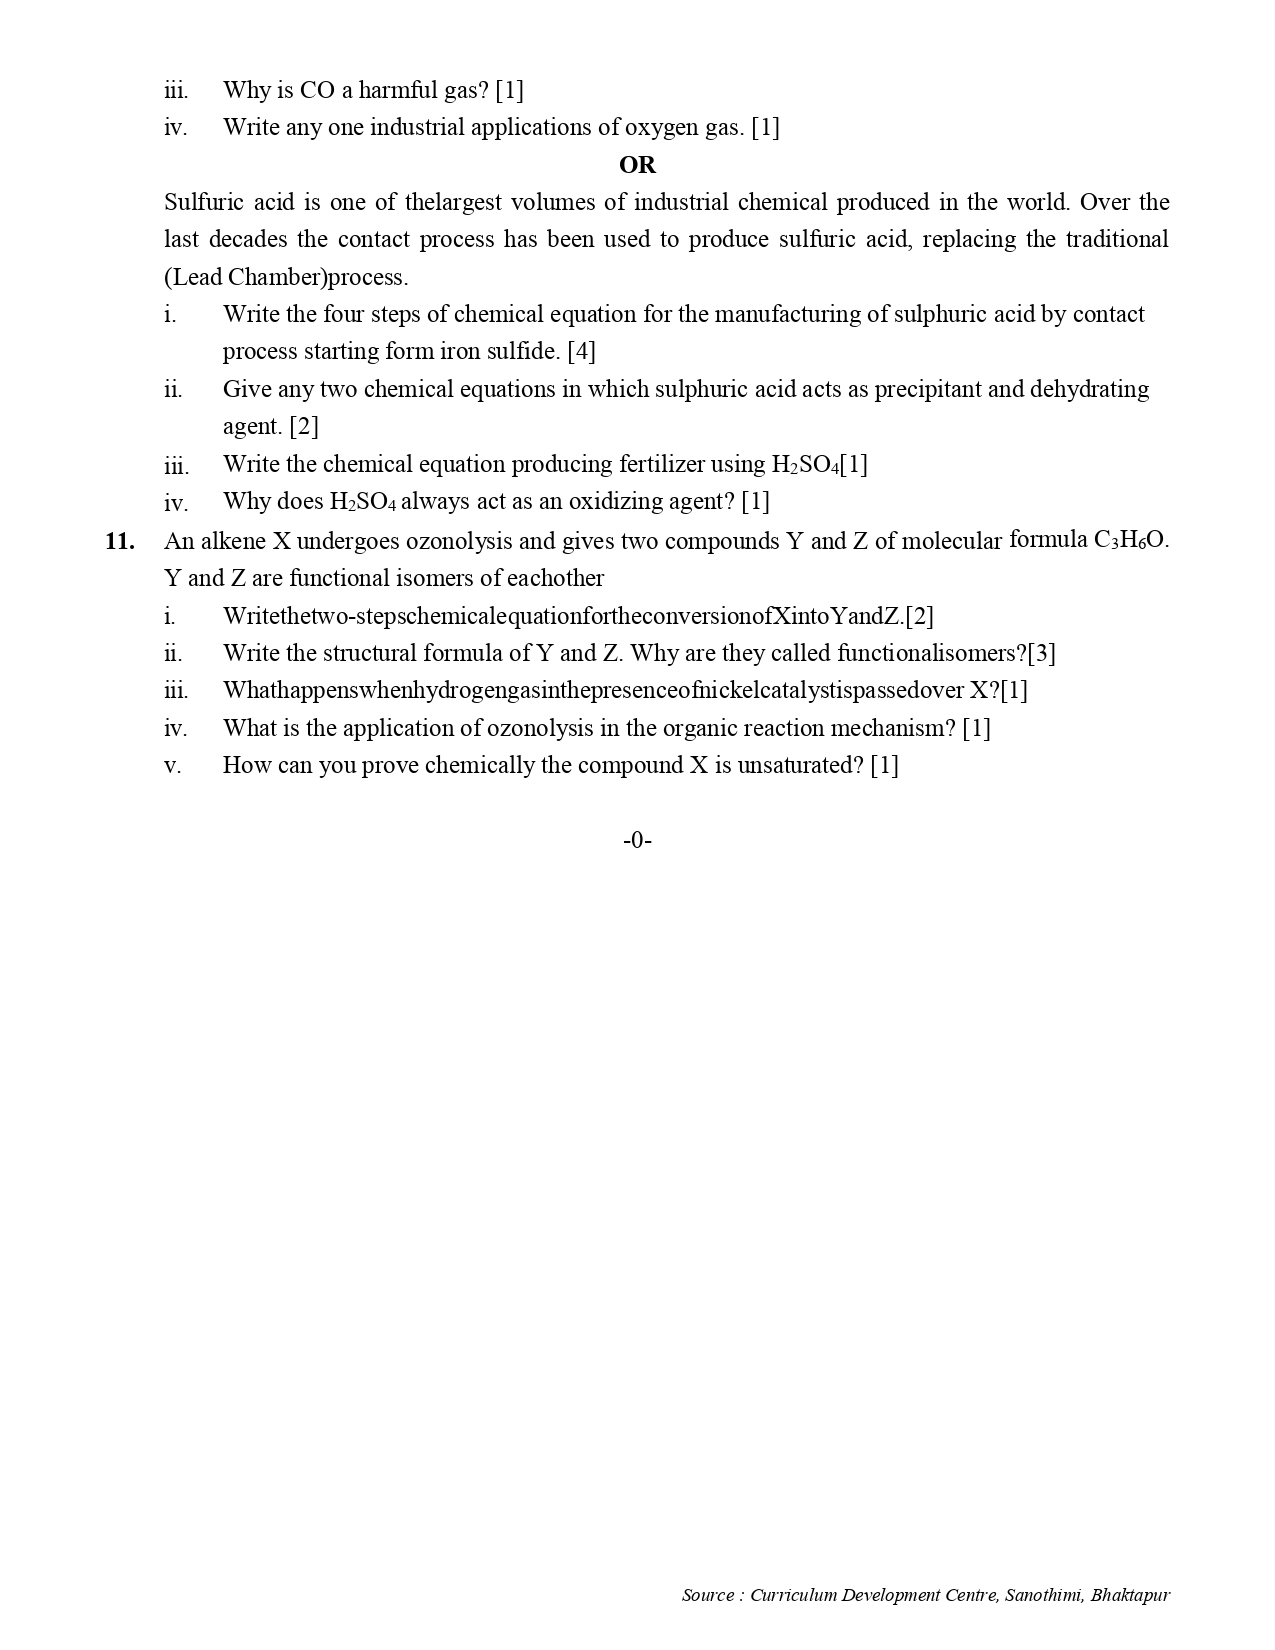 iii. Why is CO a harmful gas? [1]
iv. Write any one industrial applications of oxygen gas. [1]
OR
Sulfuric acid is one of thelargest volumes of industrial chemical produced in the world. Over the
last decades the contact process has been used to produce sulfuric acid, replacing the traditional
(Lead Chamber)process.
i. Write the four steps of chemical equation for the manufacturing of sulphuric acid by contact
process starting form iron sulfide. [4]
ii. Give any two chemical equations in which sulphuric acid acts as precipitant and dehydrating
agent. [2]
iii. Write the chemical equation producing fertilizer using H₂SO₄[1]
iv. Why does H₂SO₄ always act as an oxidizing agent? [1]
11. An alkene X undergoes ozonolysis and gives two compounds Y and Z of molecular formula C₃H₆O.
Y and Z are functional isomers of eachother
i. Writethetwo-stepschemicalequationfortheconversionofXintoYandZ.[2]
ii. Write the structural formula of Y and Z. Why are they called functionalisomers?[3]
iii. Whathappenswhenhydrogengasinthepresenceofnickelcatalystispassedover X?[1]
iv. What is the application of ozonolysis in the organic reaction mechanism? [1]
v. How can you prove chemically the compound X is unsaturated? [1]
-0-
Source : Curriculum Development Centre, Sanothimi, Bhaktapur